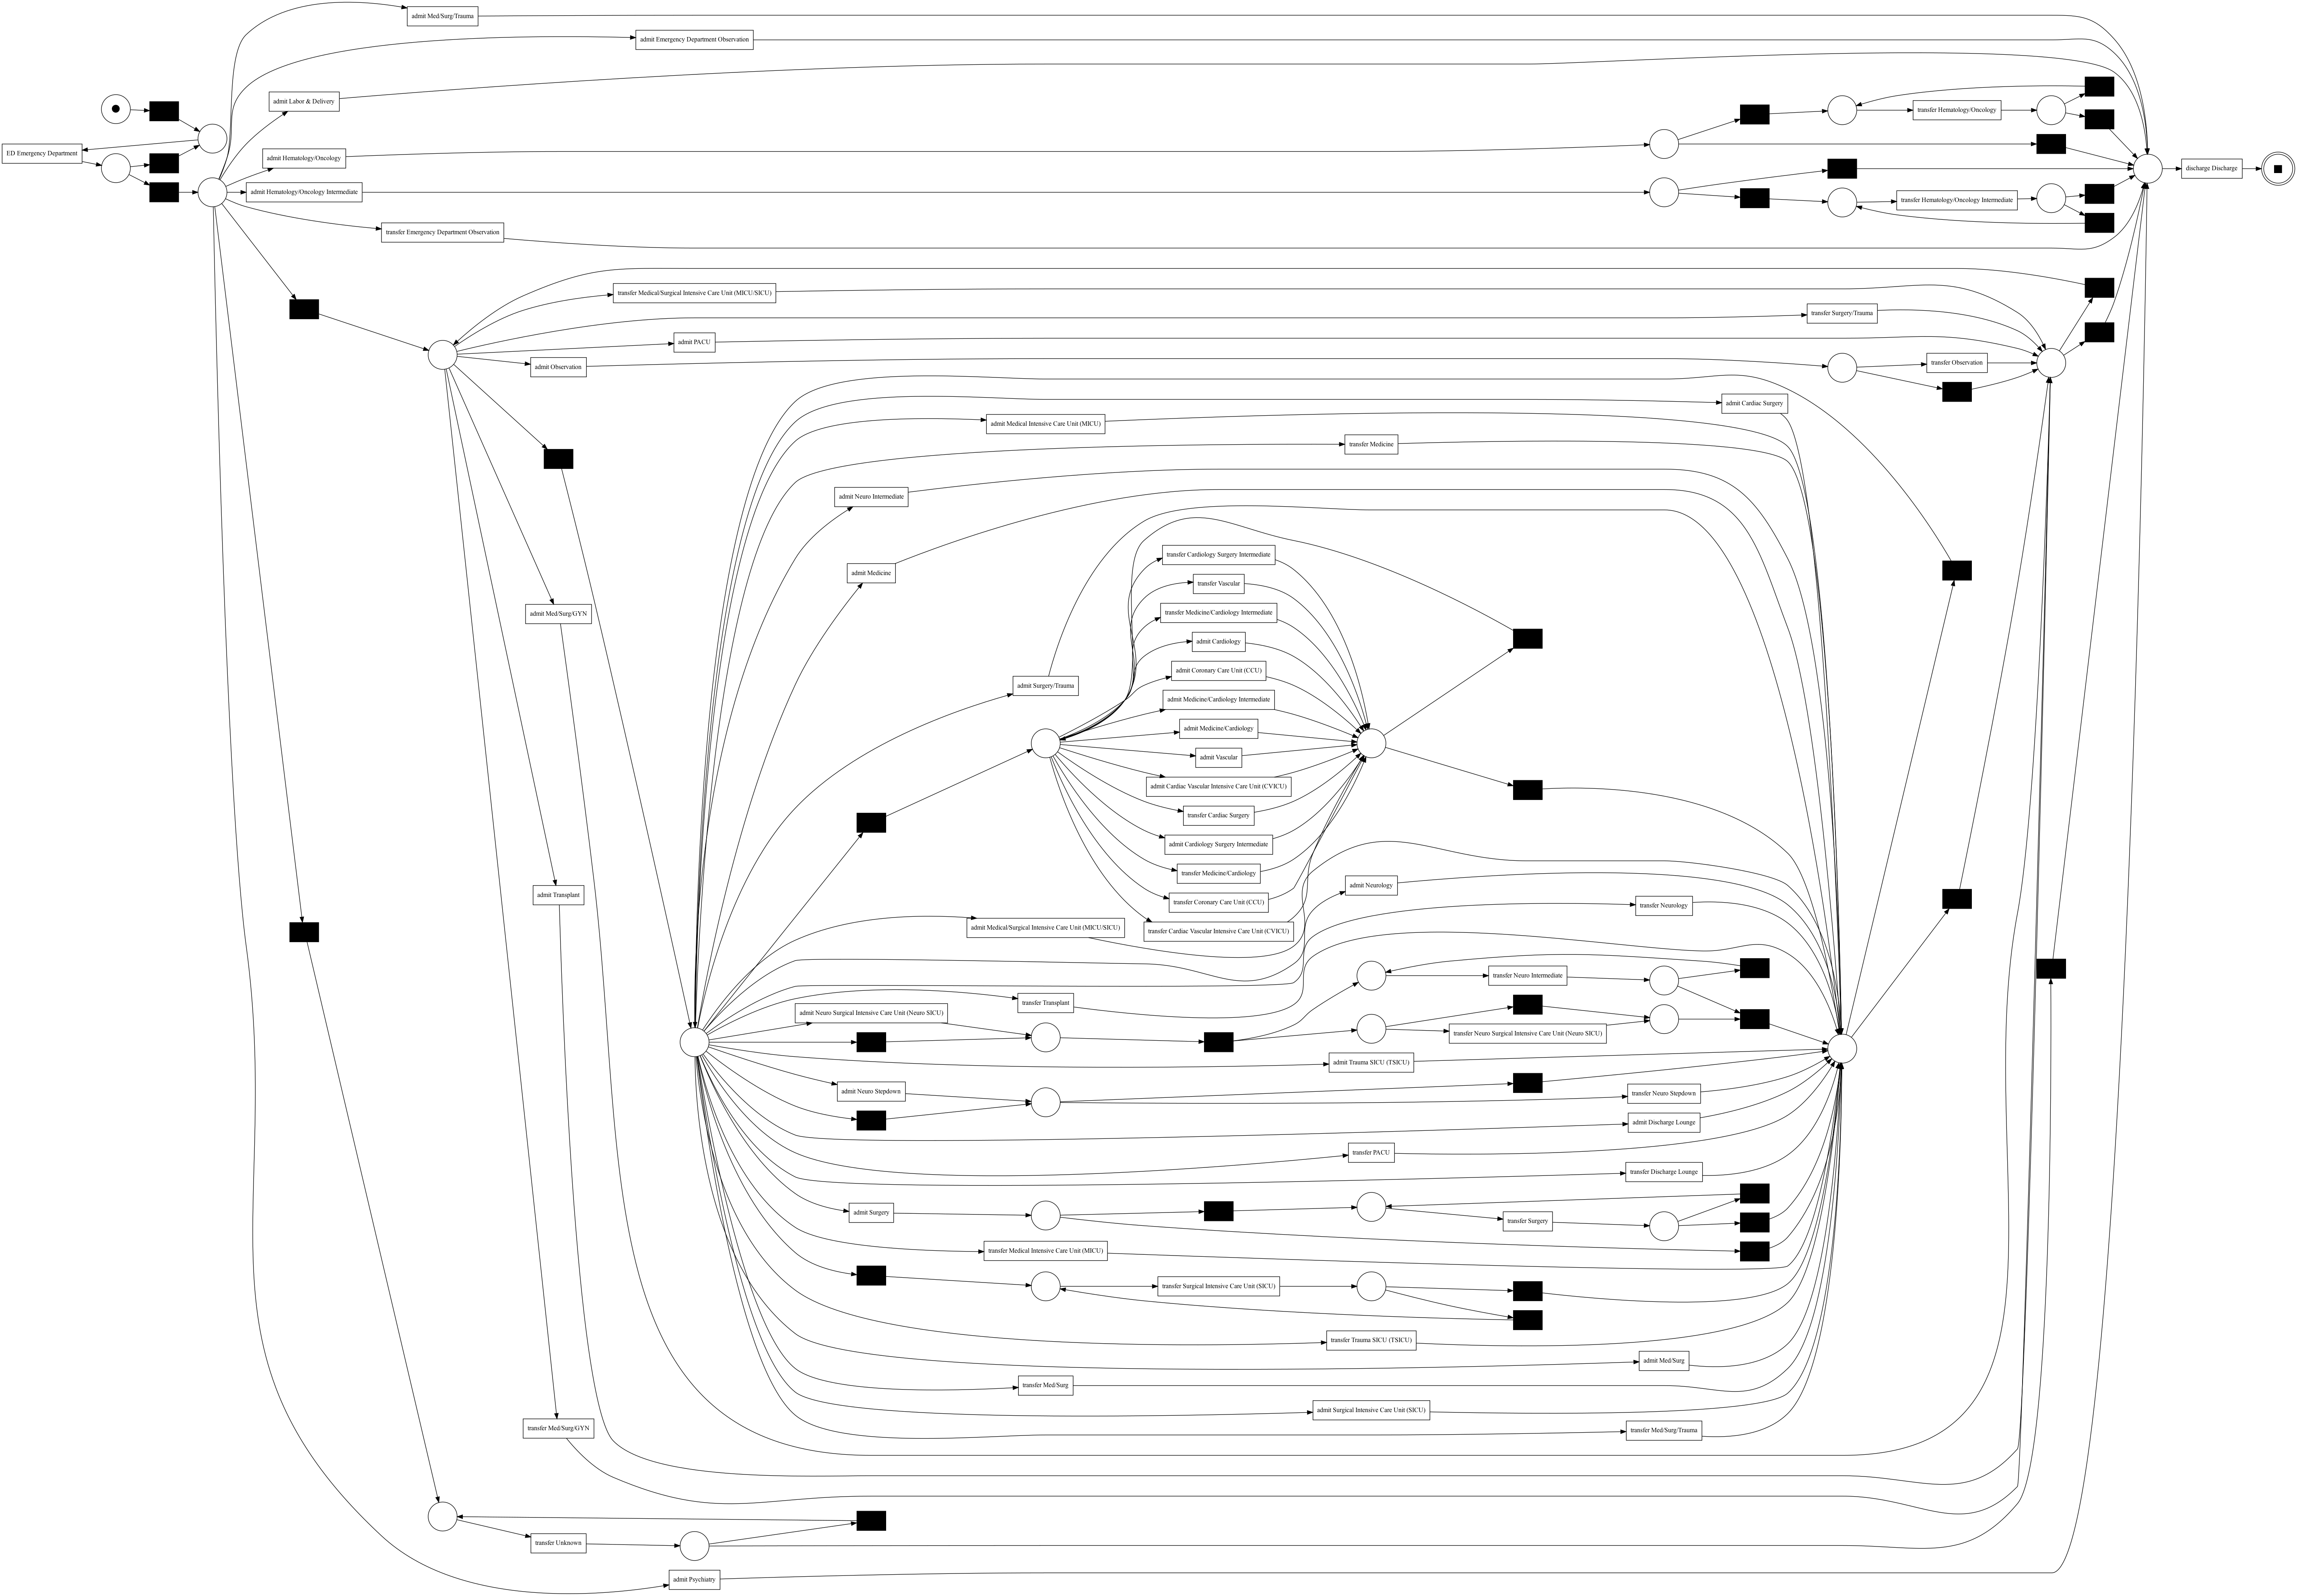 admit Med/Surg/Trauma
admit Emergency Department Observation
admit Labor & Delivery
transfer Hematology/Oncology
ED Emergency Department
admit Hematology/Oncology
discharge Discharge
admit Hematology/Oncology Intermediate
transfer Hematology/Oncology Intermediate
transfer Emergency Department Observation
transfer Medical/Surgical Intensive Care Unit (MICU/SICU)
transfer Surgery/Trauma
admit PACU
admit Observation
transfer Observation
admit Cardiac Surgery
admit Medical Intensive Care Unit (MICU)
transfer Medicine
admit Neuro Intermediate
transfer Cardiology Surgery Intermediate
admit Medicine
transfer Vascular
admit Med/Surg/GYN
transfer Medicine/Cardiology Intermediate
admit Cardiology
admit Coronary Care Unit (CCU)
admit Surgery/Trauma
admit Medicine/Cardiology Intermediate
admit Medicine/Cardiology
admit Vascular
admit Cardiac Vascular Intensive Care Unit (CVICU)
transfer Cardiac Surgery
admit Cardiology Surgery Intermediate
transfer Medicine/Cardiology
admit Neurology
admit Transplant
transfer Coronary Care Unit (CCU)
transfer Neurology
admit Medical/Surgical Intensive Care Unit (MICU/SICU)
transfer Cardiac Vascular Intensive Care Unit (CVICU)
transfer Neuro Intermediate
transfer Transplant
admit Neuro Surgical Intensive Care Unit (Neuro SICU)
transfer Neuro Surgical Intensive Care Unit (Neuro SICU)
admit Trauma SICU (TSICU)
admit Neuro Stepdown
transfer Neuro Stepdown
admit Discharge Lounge
transfer PACU
transfer Discharge Lounge
admit Surgery
transfer Surgery
transfer Medical Intensive Care Unit (MICU)
transfer Surgical Intensive Care Unit (SICU)
transfer Trauma SICU (TSICU)
admit Med/Surg
transfer Med/Surg
admit Surgical Intensive Care Unit (SICU)
transfer Med/Surg/GYN
transfer Med/Surg/Trauma
transfer Unknown
admit Psychiatry